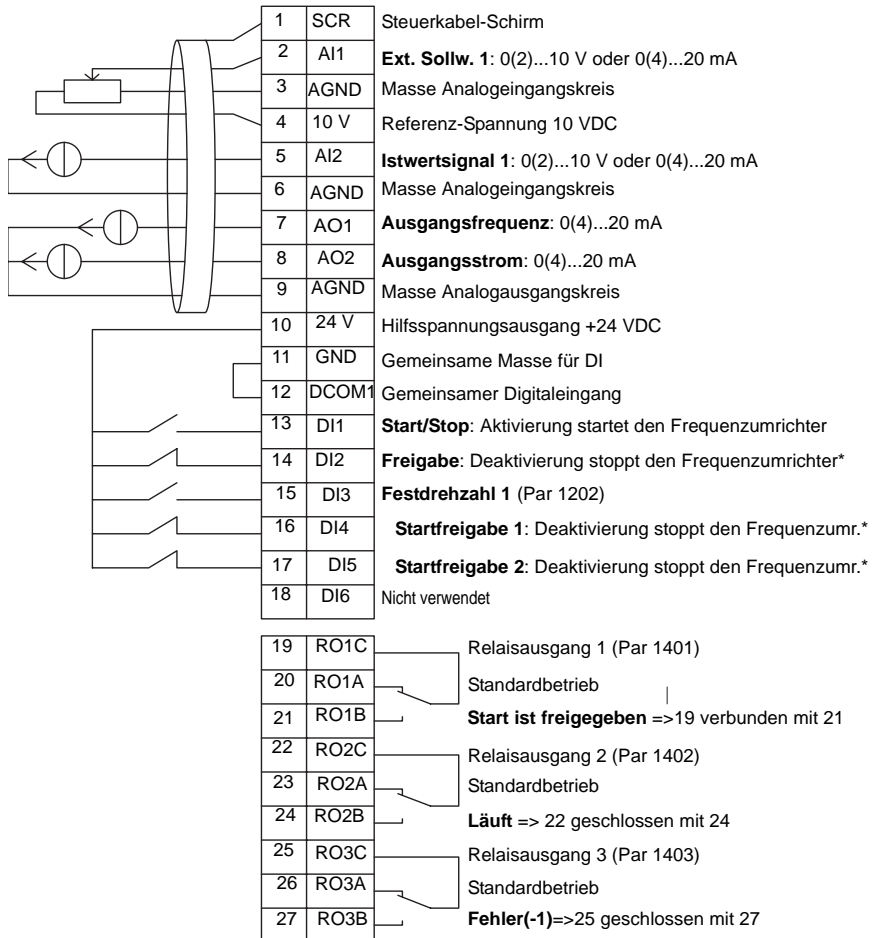 1 SCR Steuerkabel-Schirm
2 AI1 Ext. Sollw. 1: 0(2)...10 V oder 0(4)...20 mA
3 AGND Masse Analogeingangskreis
4 10 V Referenz-Spannung 10 VDC
5 AI2 Istwertsignal 1: 0(2)...10 V oder 0(4)...20 mA
6 AGND Masse Analogeingangskreis
7 AO1 Ausgangsfrequenz: 0(4)...20 mA
8 AO2 Ausgangsstrom: 0(4)...20 mA
9 AGND Masse Analogausgangskreis
10 24 V Hilfsspannungsausgang +24 VDC
11 GND Gemeinsame Masse für DI
12 DCOM1 Gemeinsamer Digitaleingang
13 DI1 Start/Stop: Aktivierung startet den Frequenzumrichter
14 DI2 Freigabe: Deaktivierung stoppt den Frequenzumrichter*
15 DI3 Festdrehzahl 1 (Par 1202)
16 DI4 Startfreigabe 1: Deaktivierung stoppt den Frequenzumr.*
17 DI5 Startfreigabe 2: Deaktivierung stoppt den Frequenzumr.*
18 DI6 Nicht verwendet
19 RO1C Relaisausgang 1 (Par 1401)
20 RO1A Standardbetrieb
21 RO1B Start ist freigegeben =>19 verbunden mit 21
22 RO2C Relaisausgang 2 (Par 1402)
23 RO2A Standardbetrieb
24 RO2B Läuft => 22 geschlossen mit 24
25 RO3C Relaisausgang 3 (Par 1403)
26 RO3A Standardbetrieb
27 RO3B Fehler(-1)=>25 geschlossen mit 27